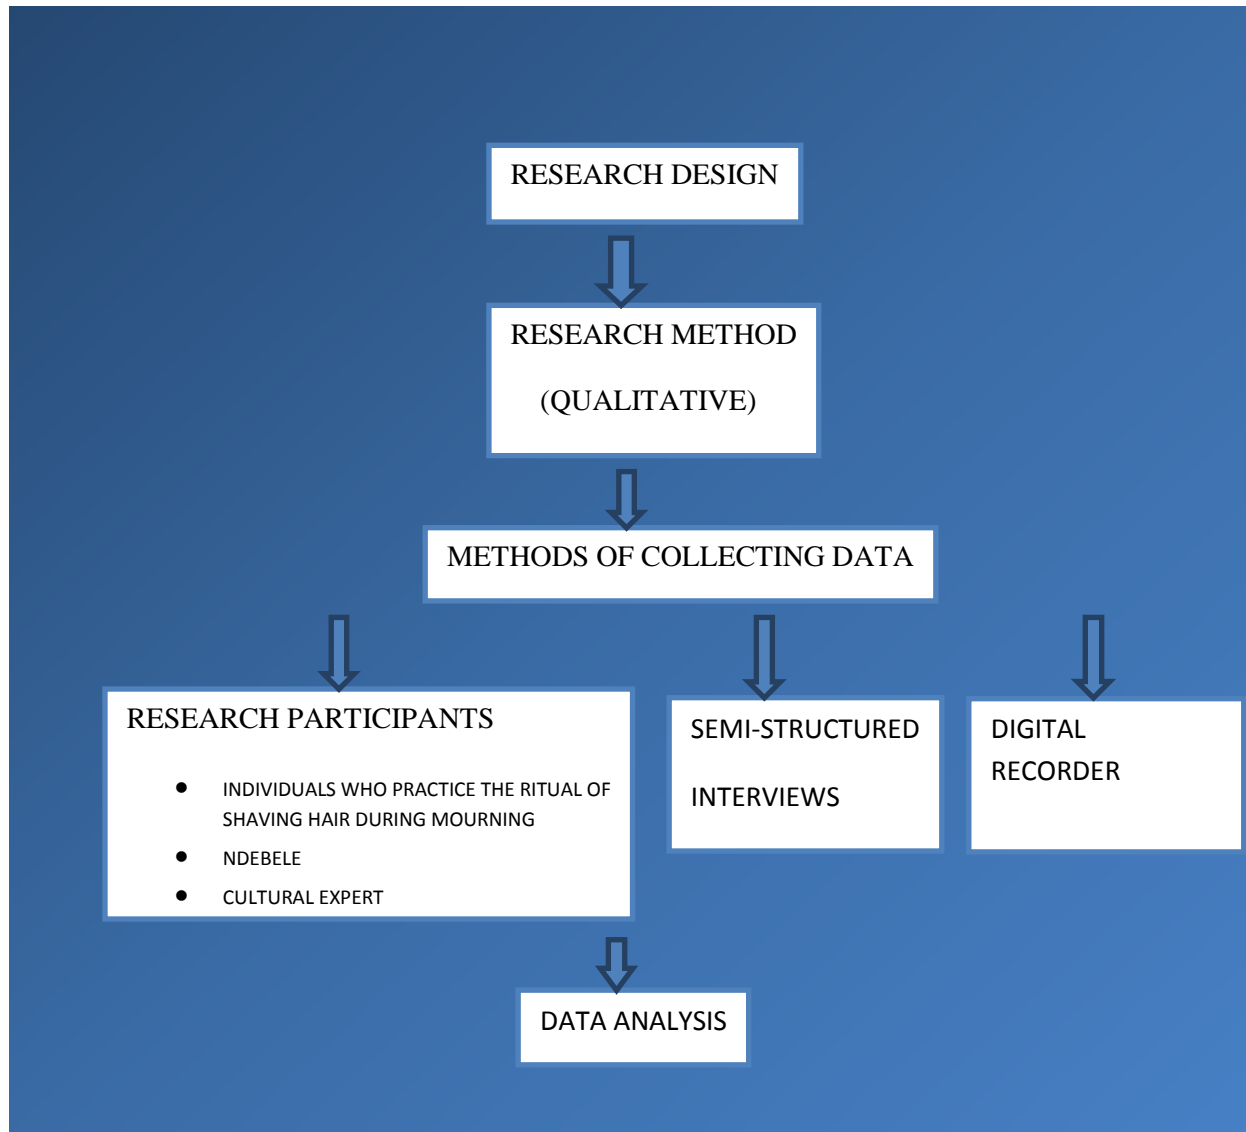 RESEARCH DESIGN
RESEARCH METHOD
(QUALITATIVE)
METHODS OF COLLECTING DATA
RESEARCH PARTICIPANTS
• INDIVIDUALS WHO PRACTICE THE RITUAL OF
SHAVING HAIR DURING MOURNING
• NDEBELE
• CULTURAL EXPERT
SEMI-STRUCTURED
INTERVIEWS
DIGITAL
RECORDER
DATA ANALYSIS